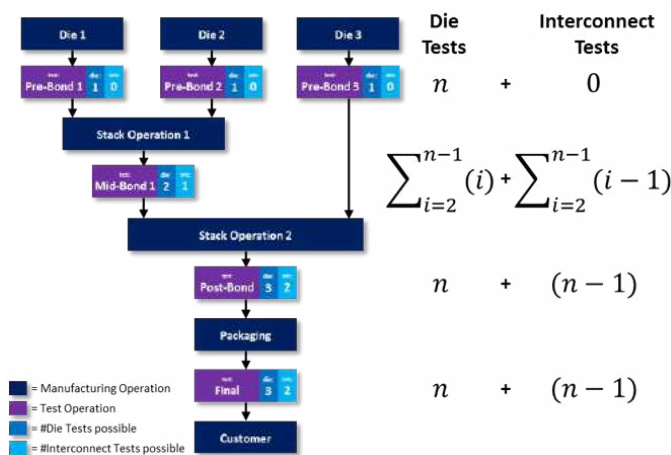 Die 1
Die 2
Die 3
Die Tests
Interconnect Tests
test: Pre-Bond 1 die: 1 int: 0
test: Pre-Bond 2 die: 1 int: 0
test: Pre-Bond 3 die: 1 int: 0
n + 0
Stack Operation 1
test: Mid-Bond 1 die: 2 int: 1
∑_{i=2}^{n-1}(i) + ∑_{i=2}^{n-1}(i − 1)
Stack Operation 2
test: Post-Bond die: 3 int: 2
n + (n − 1)
Packaging
test: Final die: 3 int: 2
n + (n − 1)
Customer
= Manufacturing Operation
= Test Operation
= #Die Tests possible
= #Interconnect Tests possible